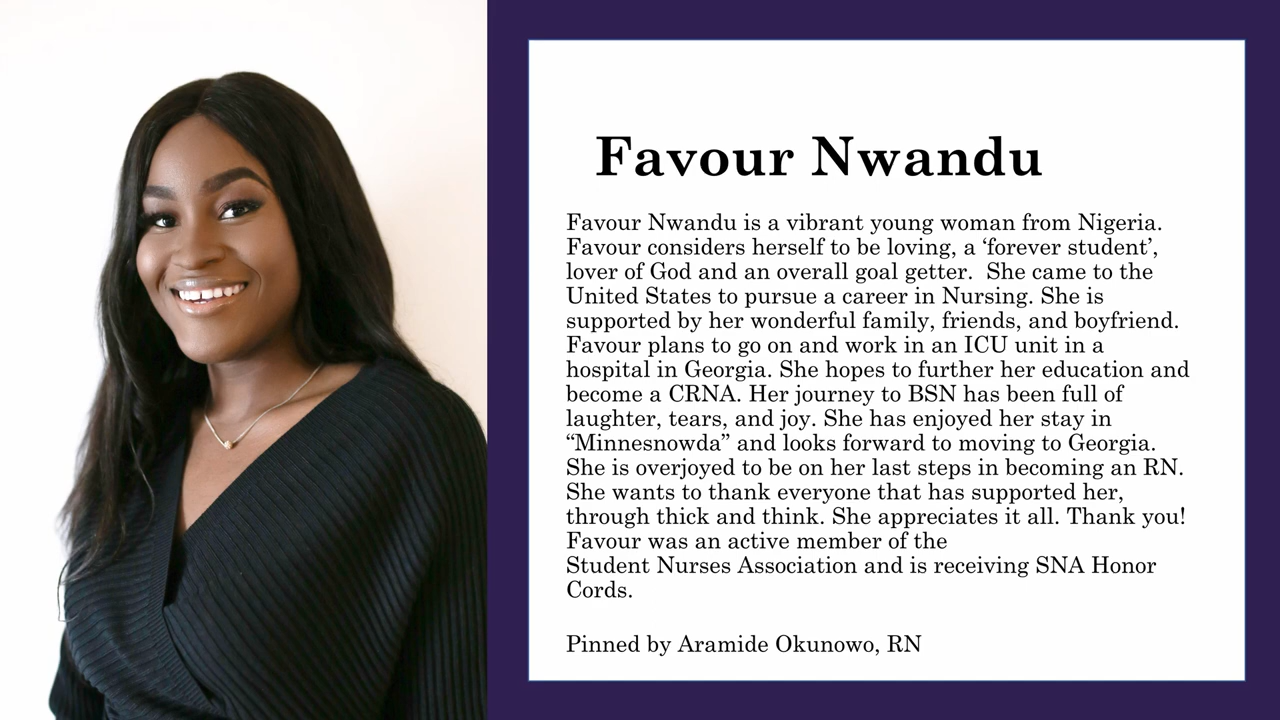 Favour Nwandu
Favour Nwandu is a vibrant young woman from Nigeria.
Favour considers herself to be loving, a ‘forever student’,
lover of God and an overall goal getter.  She came to the
United States to pursue a career in Nursing. She is
supported by her wonderful family, friends, and boyfriend.
Favour plans to go on and work in an ICU unit in a
hospital in Georgia. She hopes to further her education and
become a CRNA. Her journey to BSN has been full of
laughter, tears, and joy. She has enjoyed her stay in
“Minnesnowda” and looks forward to moving to Georgia.
She is overjoyed to be on her last steps in becoming an RN.
She wants to thank everyone that has supported her,
through thick and think. She appreciates it all. Thank you!
Favour was an active member of the
Student Nurses Association and is receiving SNA Honor
Cords.
Pinned by Aramide Okunowo, RN